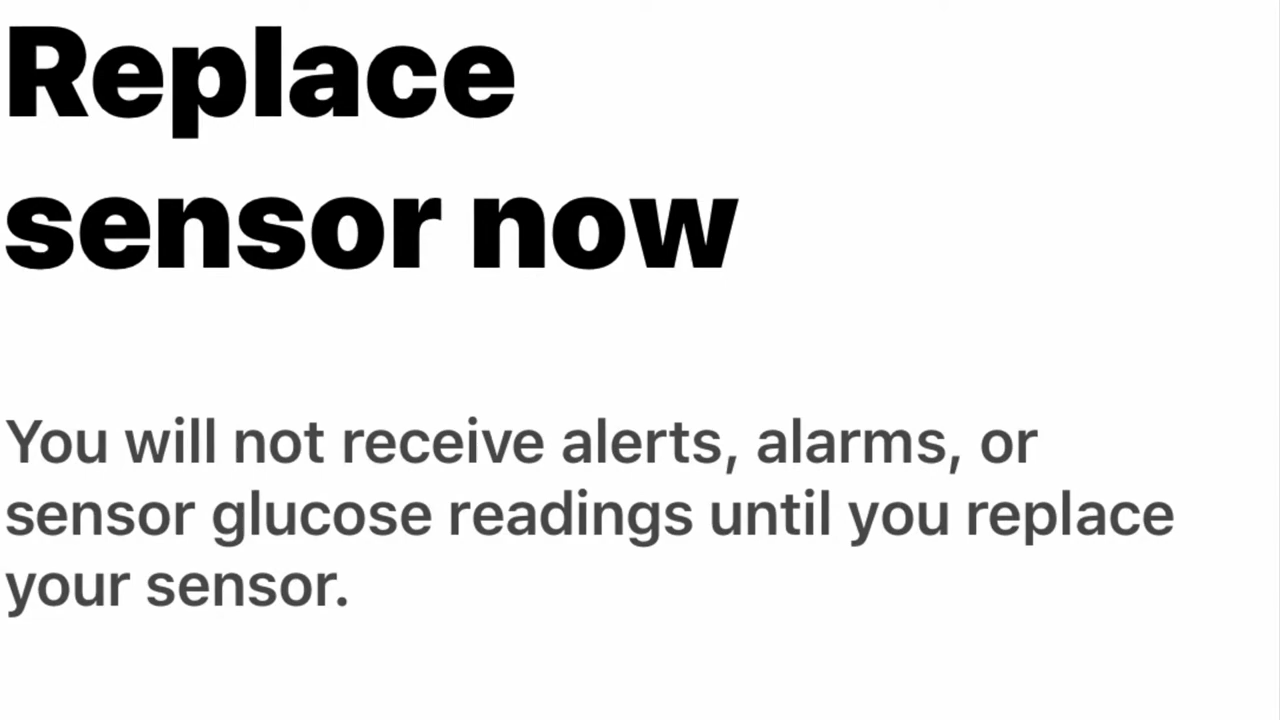 Replace
sensor now
You will not receive alerts, alarms, or
sensor glucose readings until you replace
your sensor.